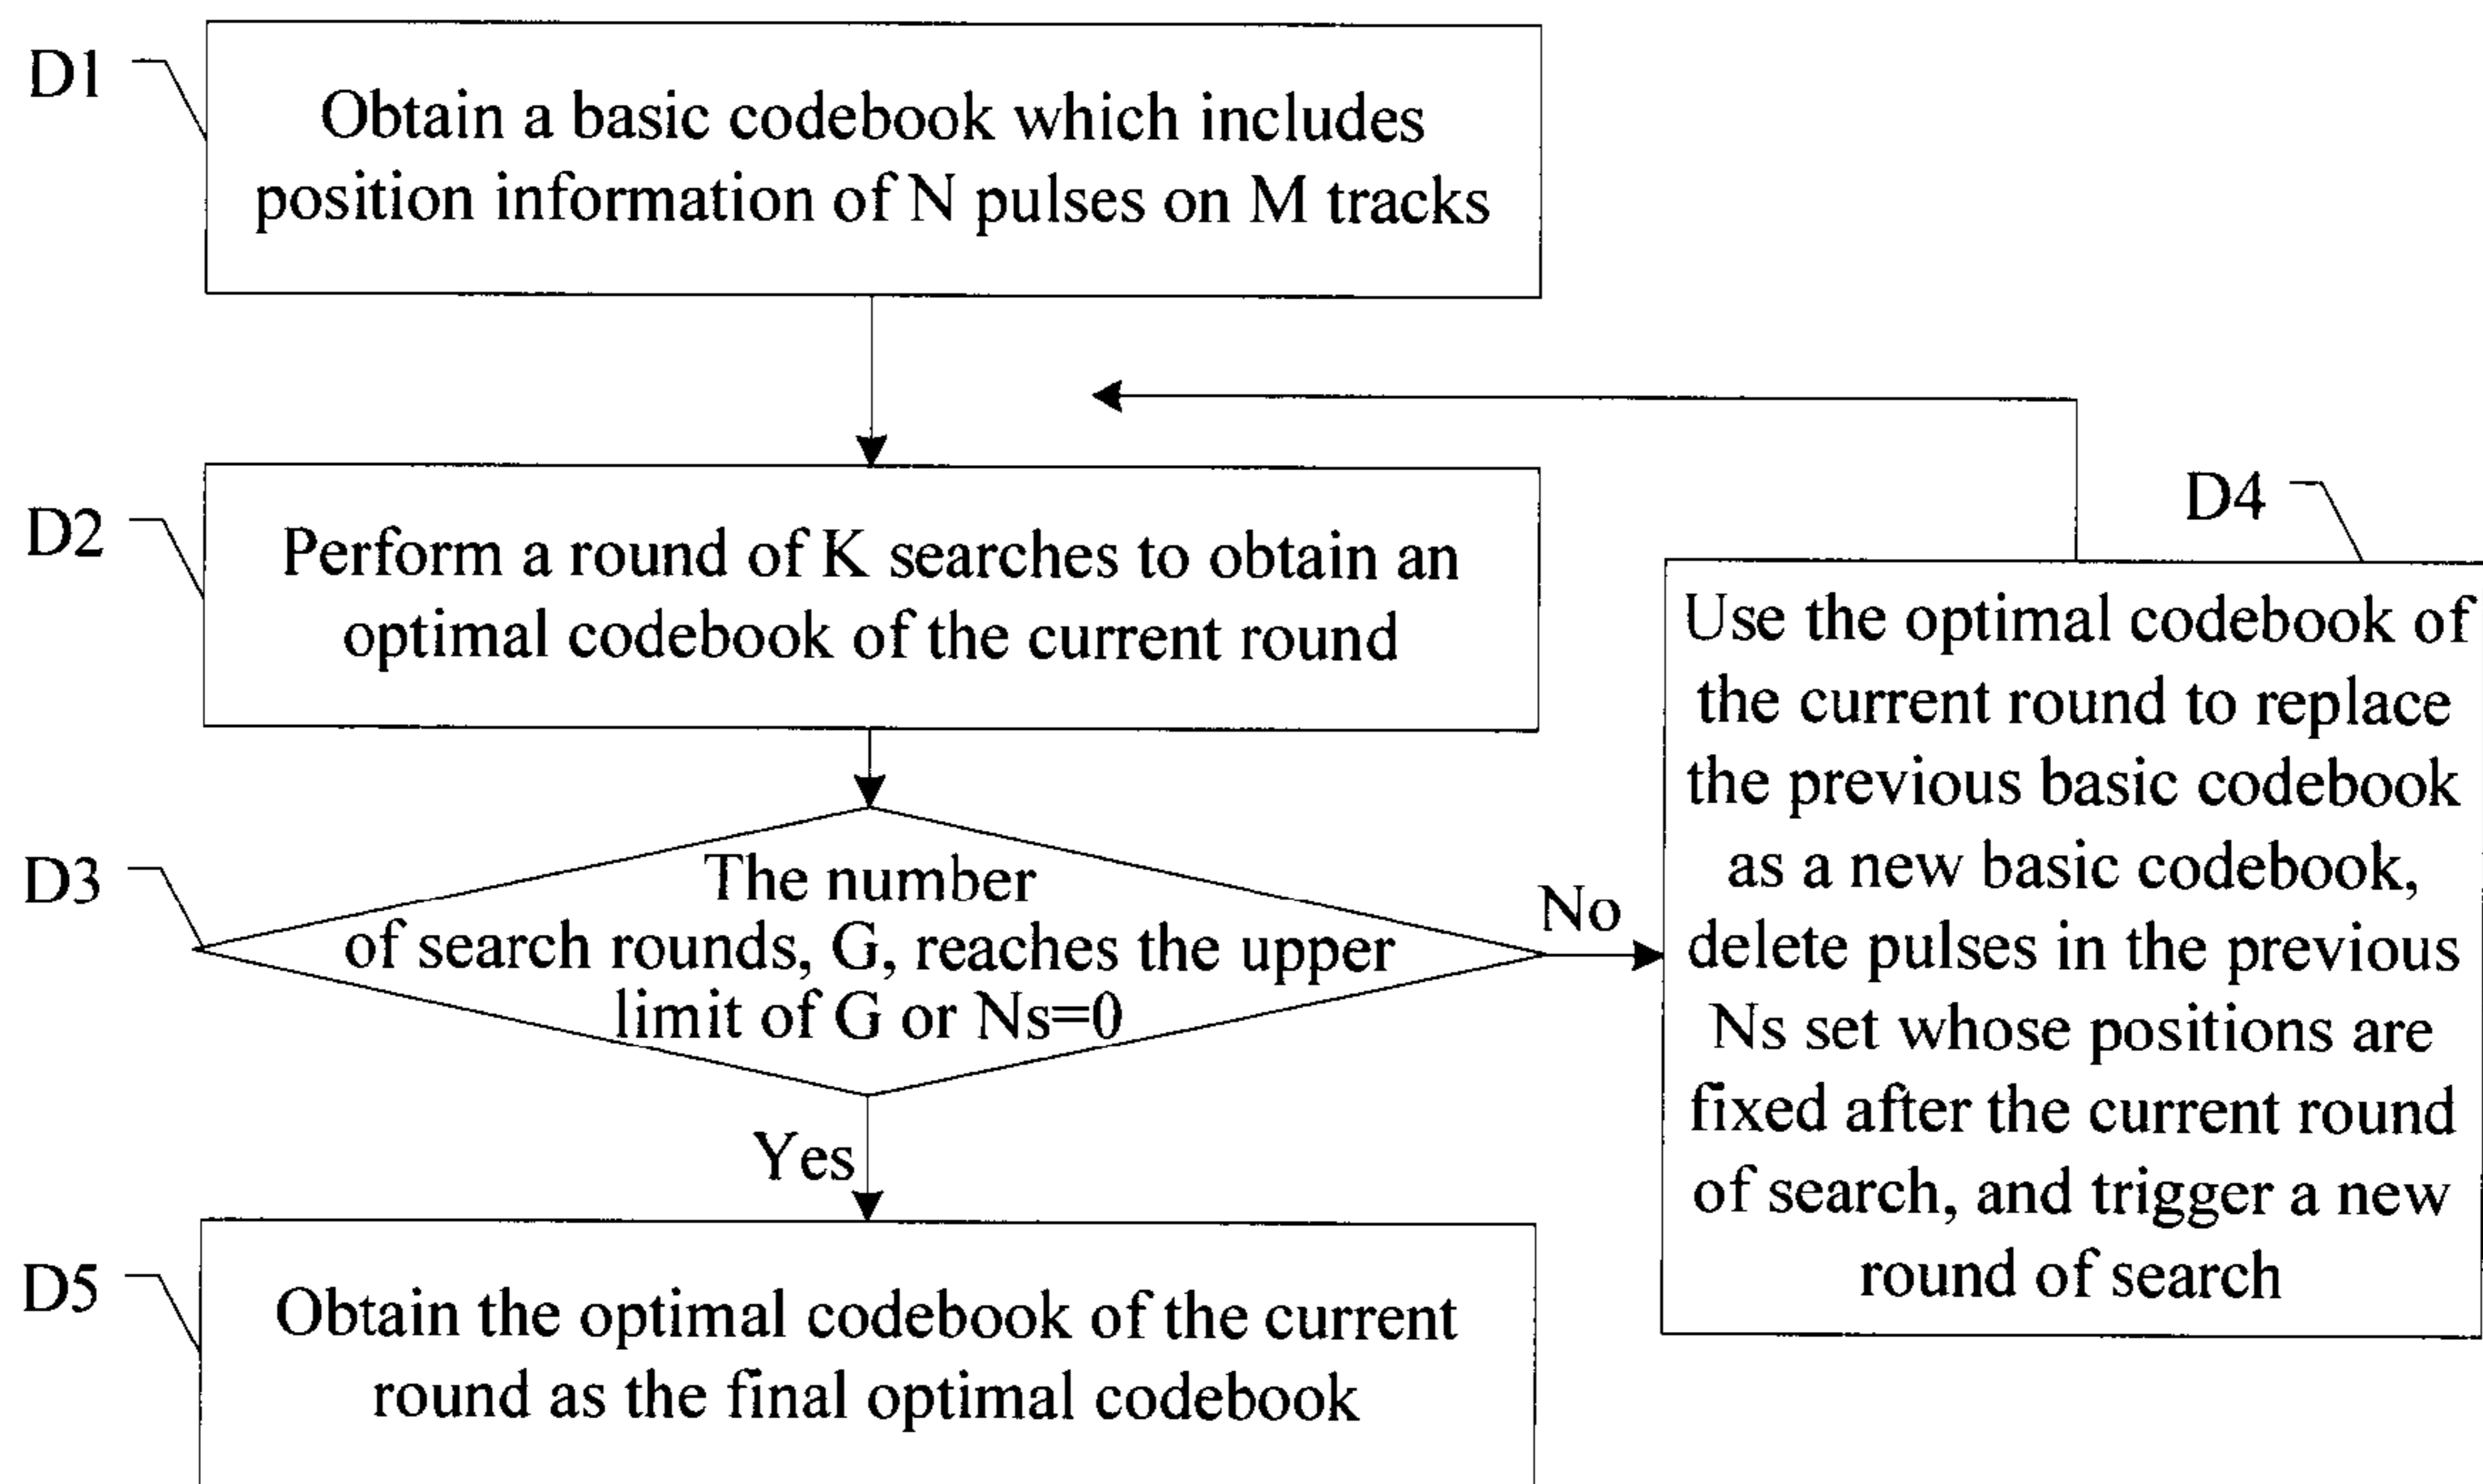 D1
Obtain a basic codebook which includes
position information of N pulses on M tracks
D2
Perform a round of K searches to obtain an
optimal codebook of the current round
D3
The number
of search rounds, G, reaches the upper
limit of G or Ns=0
No
D4
Use the optimal codebook of
the current round to replace
the previous basic codebook
as a new basic codebook,
delete pulses in the previous
Ns set whose positions are
fixed after the current round
of search, and trigger a new
round of search
Yes
D5
Obtain the optimal codebook of the current
round as the final optimal codebook